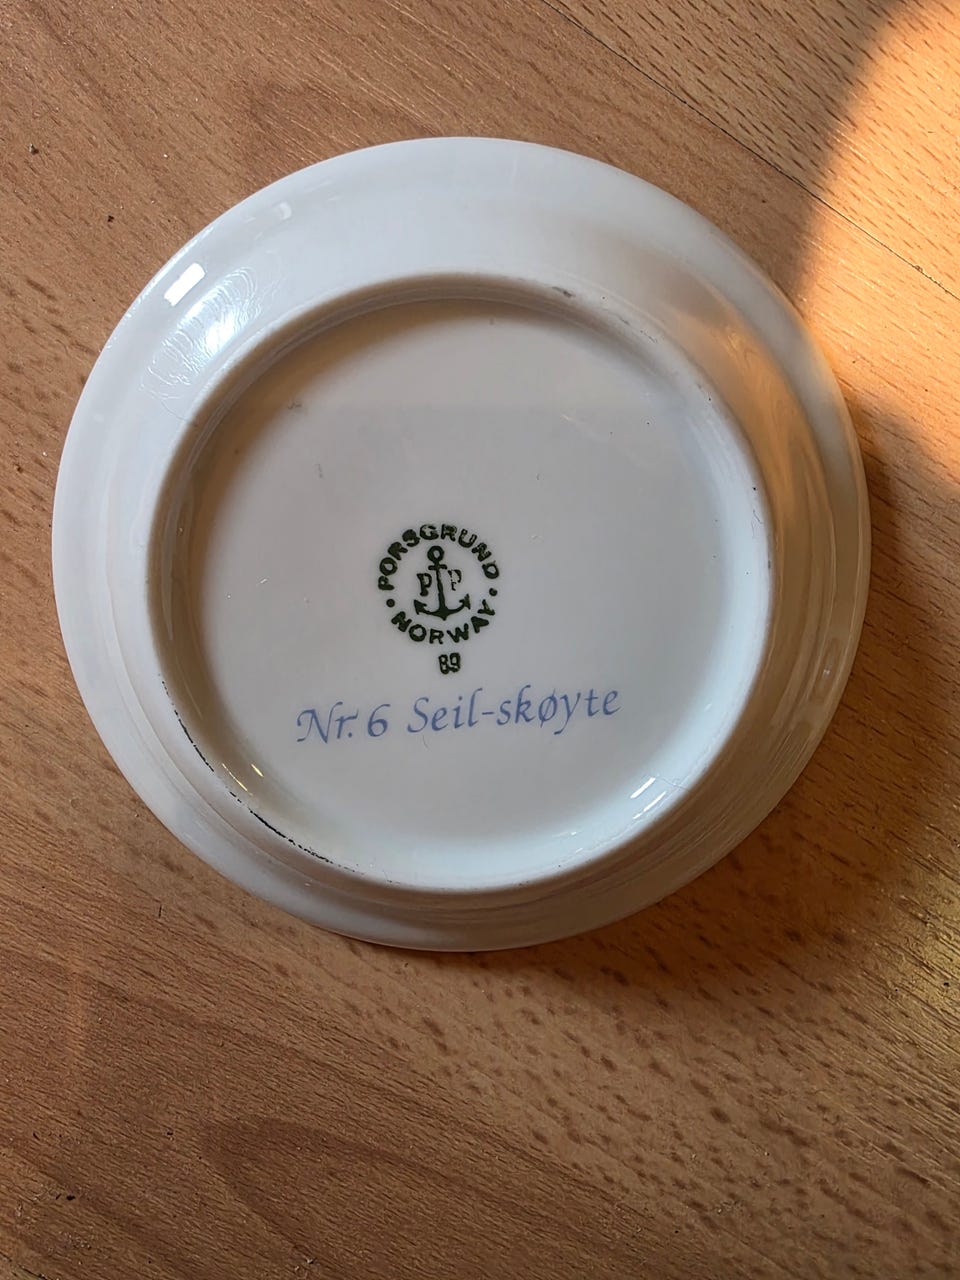 PORSGRUND
PP
NORWAY
89
Nr. 6 Seil-skøyte